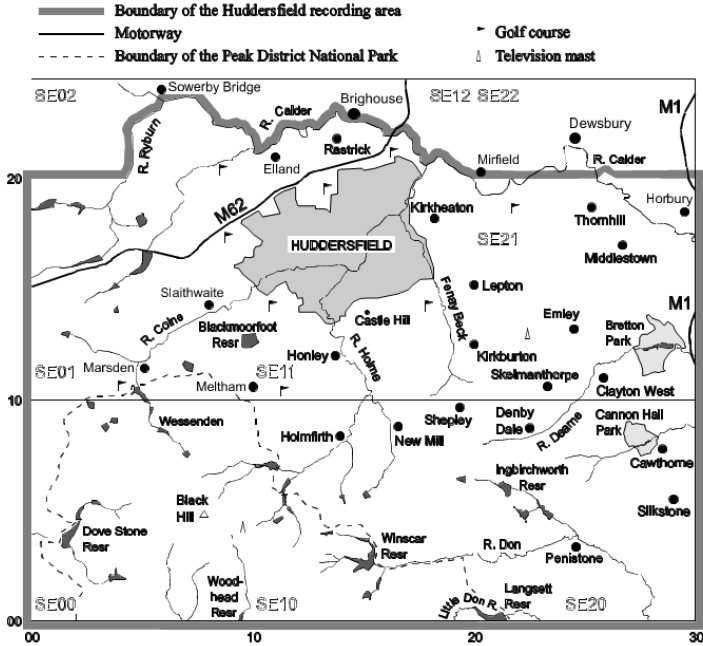 Boundary of the Huddersfield recording area
Motorway
Golf course
Boundary of the Peak District National Park
Television mast
SE02
Sowerby Bridge
SE12 SE22
Brighouse
M1
R. Calder
Dewsbury
R. Ryburn
Rastrick
Elland
Mirfield
R. Calder
20
Horbury
M62
Kirkheaton
Thornhill
HUDDERSFIELD
SE21
Middlestown
Fenay Beck
Lepton
Slaithwaite
Emley
M1
R. Colne
Castle Hill
Bretton
Park
Blackmoorfoot
Resr
R. Holme
Honley
Kirkburton
SE01
Marsden
SE11
Skelmanthorpe
Meltham
Clayton West
10
Wessenden
Shepley
Denby
Dale
Cannon Hall
Park
R. Dearne
Holmfirth
New Mill
Cawthorne
Ingbirchworth
Resr
Black
Hill
Silkstone
Dove Stone
Resr
Winscar
Resr
R. Don
Penistone
Wood-
head
Resr
Langsett
Resr
Little Don R.
SE00
SE10
SE20
00
00
10
20
30